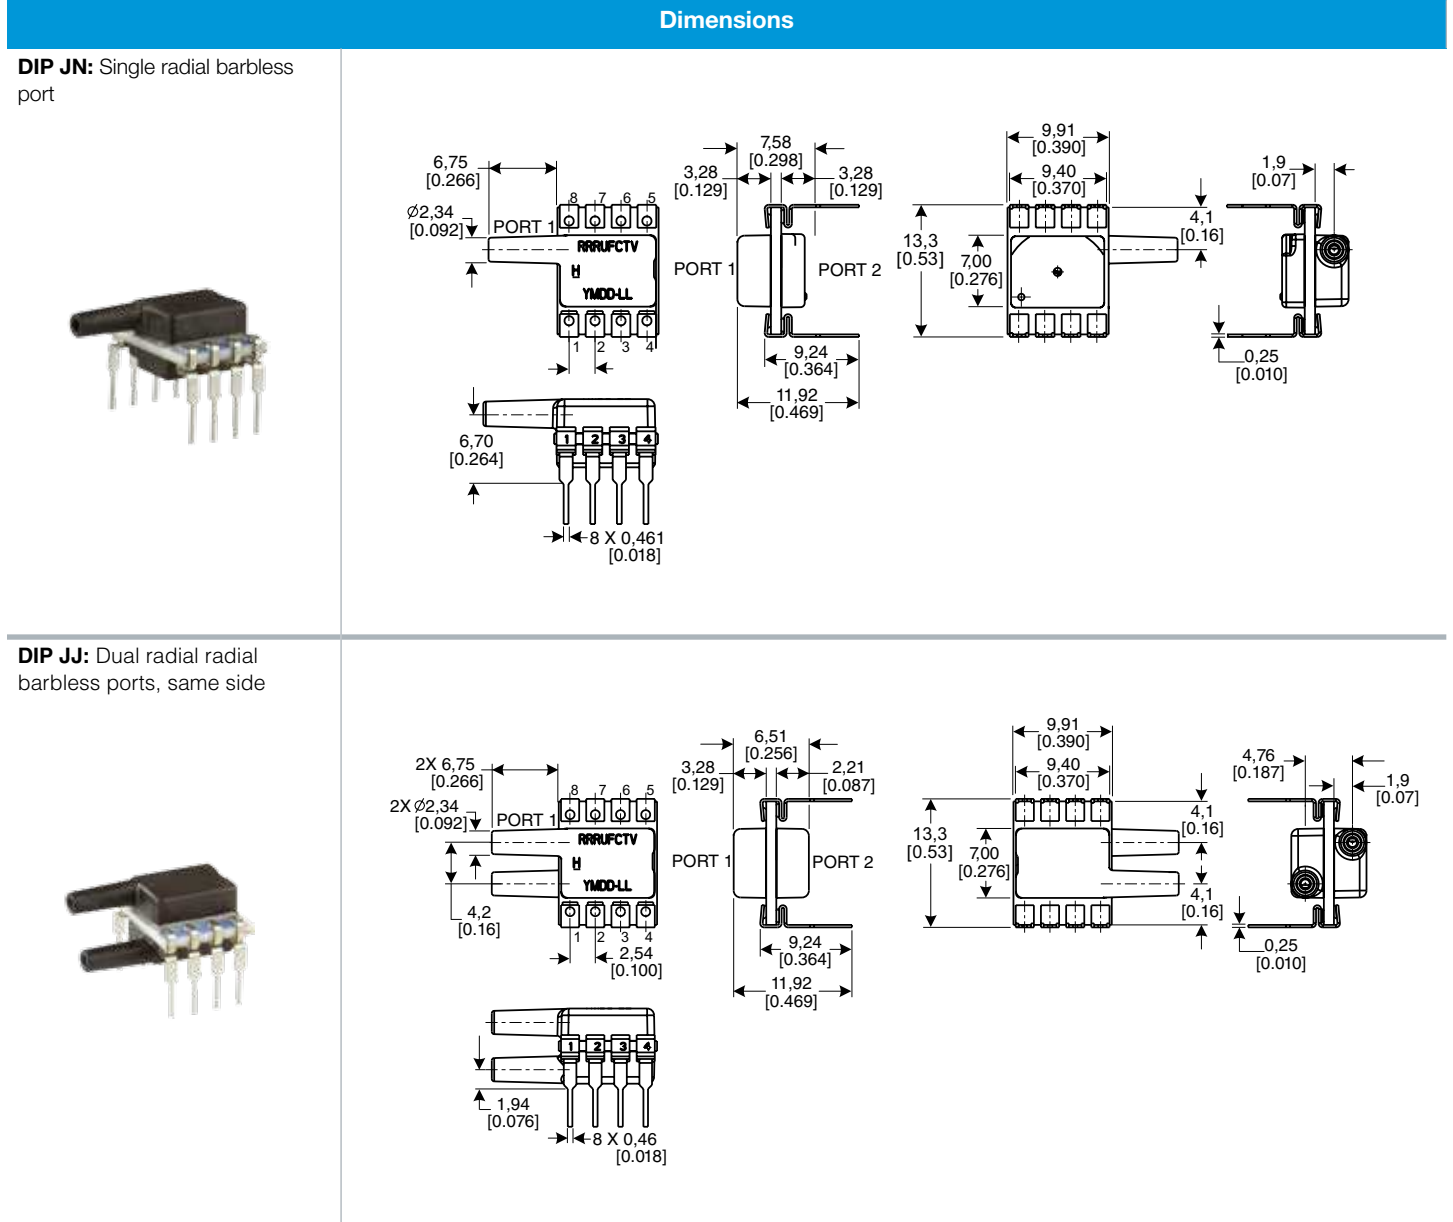 Dimensions
DIP JN: Single radial barbless
port
6,75
[0.266]
Ø2,34
[0.092]
PORT 1
8 7 6 5
RRRUFCTV
H
YMDD-LL
1 2 3 4
7,58
[0.298]
3,28
[0.129]
3,28
[0.129]
PORT 1
PORT 2
9,24
[0.364]
11,92
[0.469]
9,91
[0.390]
9,40
[0.370]
13,3
[0.53]
7,00
[0.276]
4,1
[0.16]
1,9
[0.07]
0,25
[0.010]
6,70
[0.264]
1 2 3 4
8 X 0,461
[0.018]
DIP JJ: Dual radial radial
barbless ports, same side
2X 6,75
[0.266]
2X Ø2,34
[0.092]
PORT 1
8 7 6 5
RRRUFCTV
H
YMDD-LL
4,2
[0.16]
1 2 3 4
2,54
[0.100]
6,51
[0.256]
3,28
[0.129]
2,21
[0.087]
PORT 1
PORT 2
9,24
[0.364]
11,92
[0.469]
9,91
[0.390]
9,40
[0.370]
13,3
[0.53]
7,00
[0.276]
4,1
[0.16]
4,1
[0.16]
4,76
[0.187]
1,9
[0.07]
0,25
[0.010]
1 2 3 4
1,94
[0.076]
8 X 0,46
[0.018]